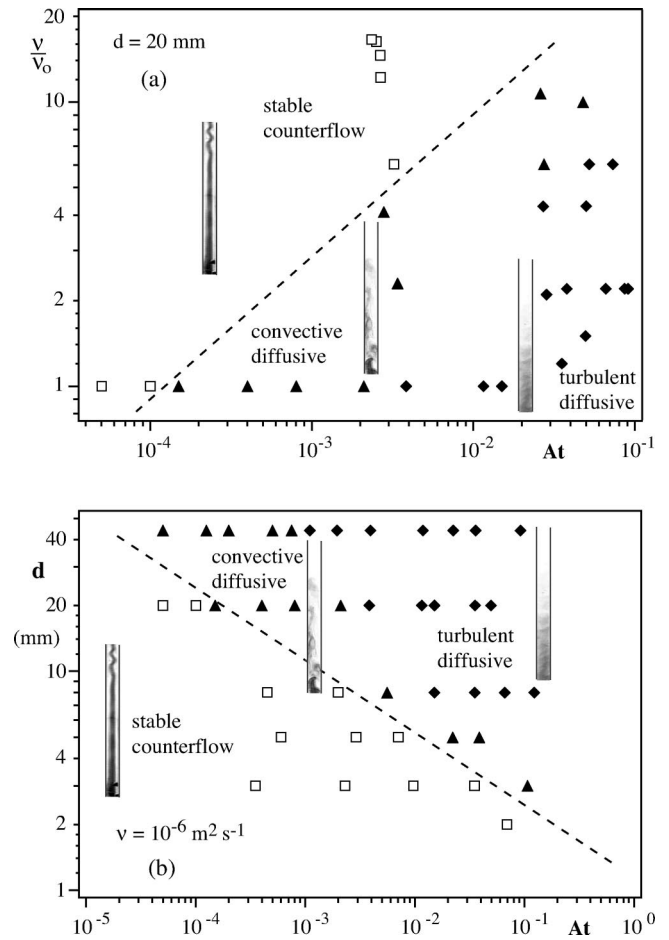 20
ν
ν₀
d = 20 mm
(a)
stable
counterflow
10
4
2
convective
diffusive
turbulent
diffusive
1
10⁻⁴
10⁻³
10⁻²
10⁻¹
At
40
d
(mm)
convective
diffusive
20
turbulent
diffusive
10
stable
counterflow
4
2
ν = 10⁻⁶ m² s⁻¹
(b)
1
10⁻⁵
10⁻⁴
10⁻³
10⁻²
10⁻¹
At
10⁰